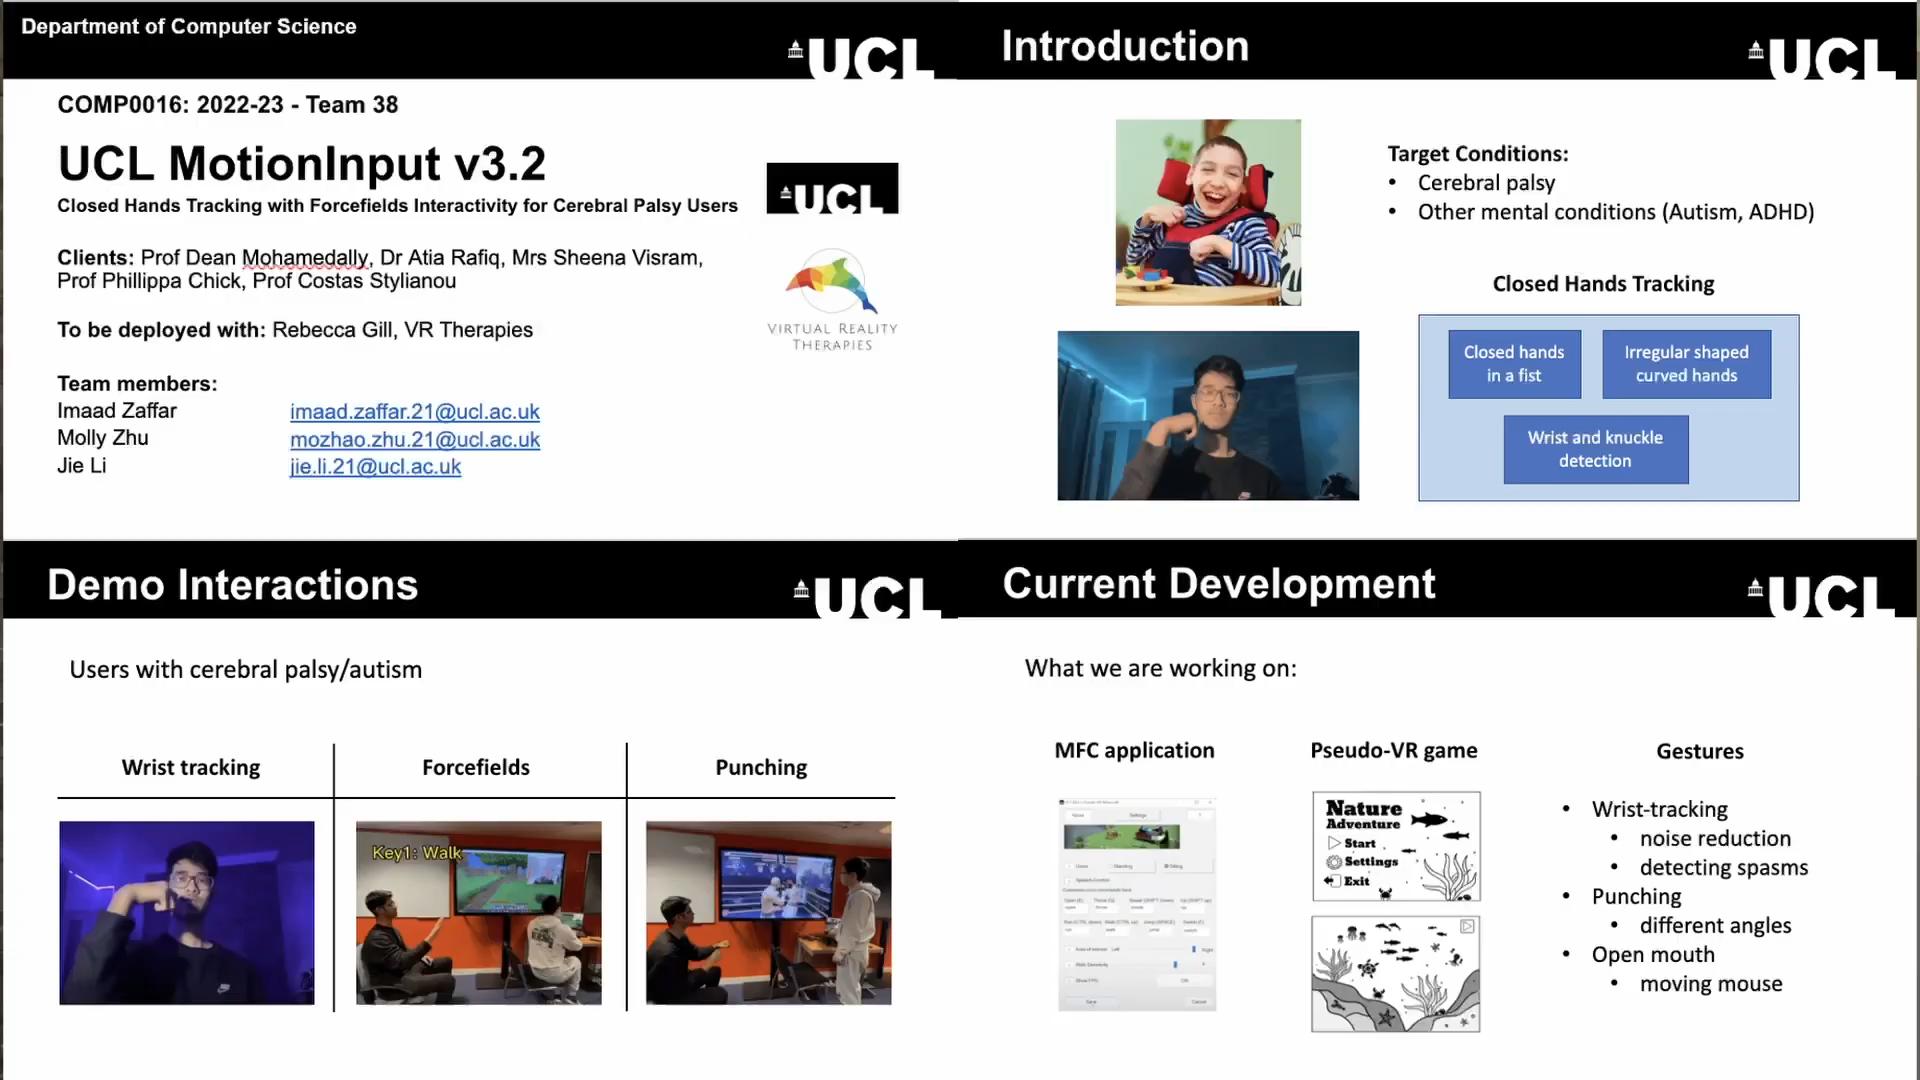 Department of Computer Science
UCL
COMP0016: 2022-23 - Team 38
UCL MotionInput v3.2
Closed Hands Tracking with Forcefields Interactivity for Cerebral Palsy Users
UCL
Clients: Prof Dean Mohamedally, Dr Atia Rafiq, Mrs Sheena Visram,
Prof Phillippa Chick, Prof Costas Stylianou
VIRTUAL REALITY
THERAPIES
To be deployed with: Rebecca Gill, VR Therapies
Team members:
Imaad Zaffar imaad.zaffar.21@ucl.ac.uk
Molly Zhu mozhao.zhu.21@ucl.ac.uk
Jie Li jie.li.21@ucl.ac.uk
Introduction
UCL
Target Conditions:
• Cerebral palsy
• Other mental conditions (Autism, ADHD)
Closed Hands Tracking
Closed hands
in a fist
Irregular shaped
curved hands
Wrist and knuckle
detection
Demo Interactions
UCL
Users with cerebral palsy/autism
Wrist tracking
Forcefields
Punching
Key1: Walk
Current Development
UCL
What we are working on:
MFC application
Settings
Pseudo-VR game
Nature
Adventure
Start
Settings
Exit
Gestures
• Wrist-tracking
• noise reduction
• detecting spasms
• Punching
• different angles
• Open mouth
• moving mouse